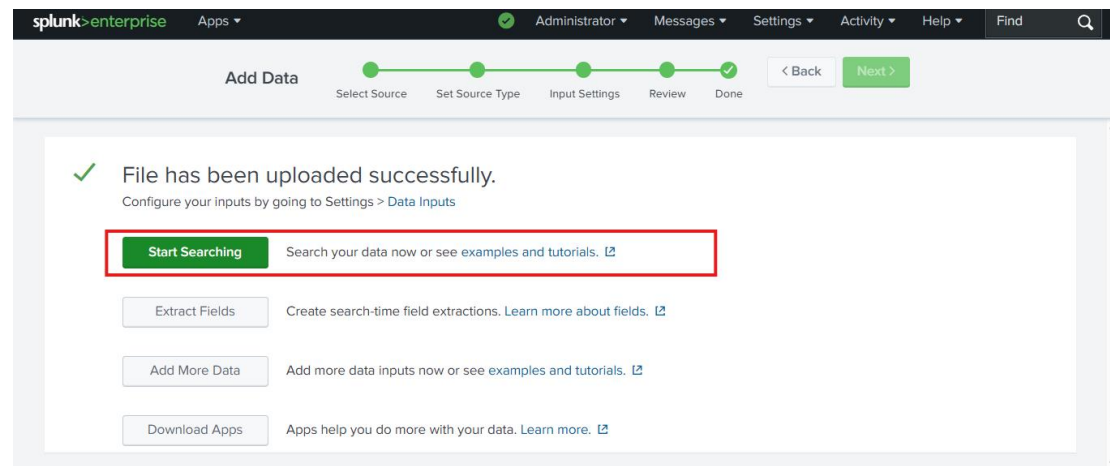 splunk>enterprise Apps Administrator Messages Settings Activity Help Find
Add Data
Select Source Set Source Type Input Settings Review Done
< Back Next >
File has been uploaded successfully.
Configure your inputs by going to Settings > Data Inputs
Start Searching Search your data now or see examples and tutorials.
Extract Fields Create search-time field extractions. Learn more about fields.
Add More Data Add more data inputs now or see examples and tutorials.
Download Apps Apps help you do more with your data. Learn more.